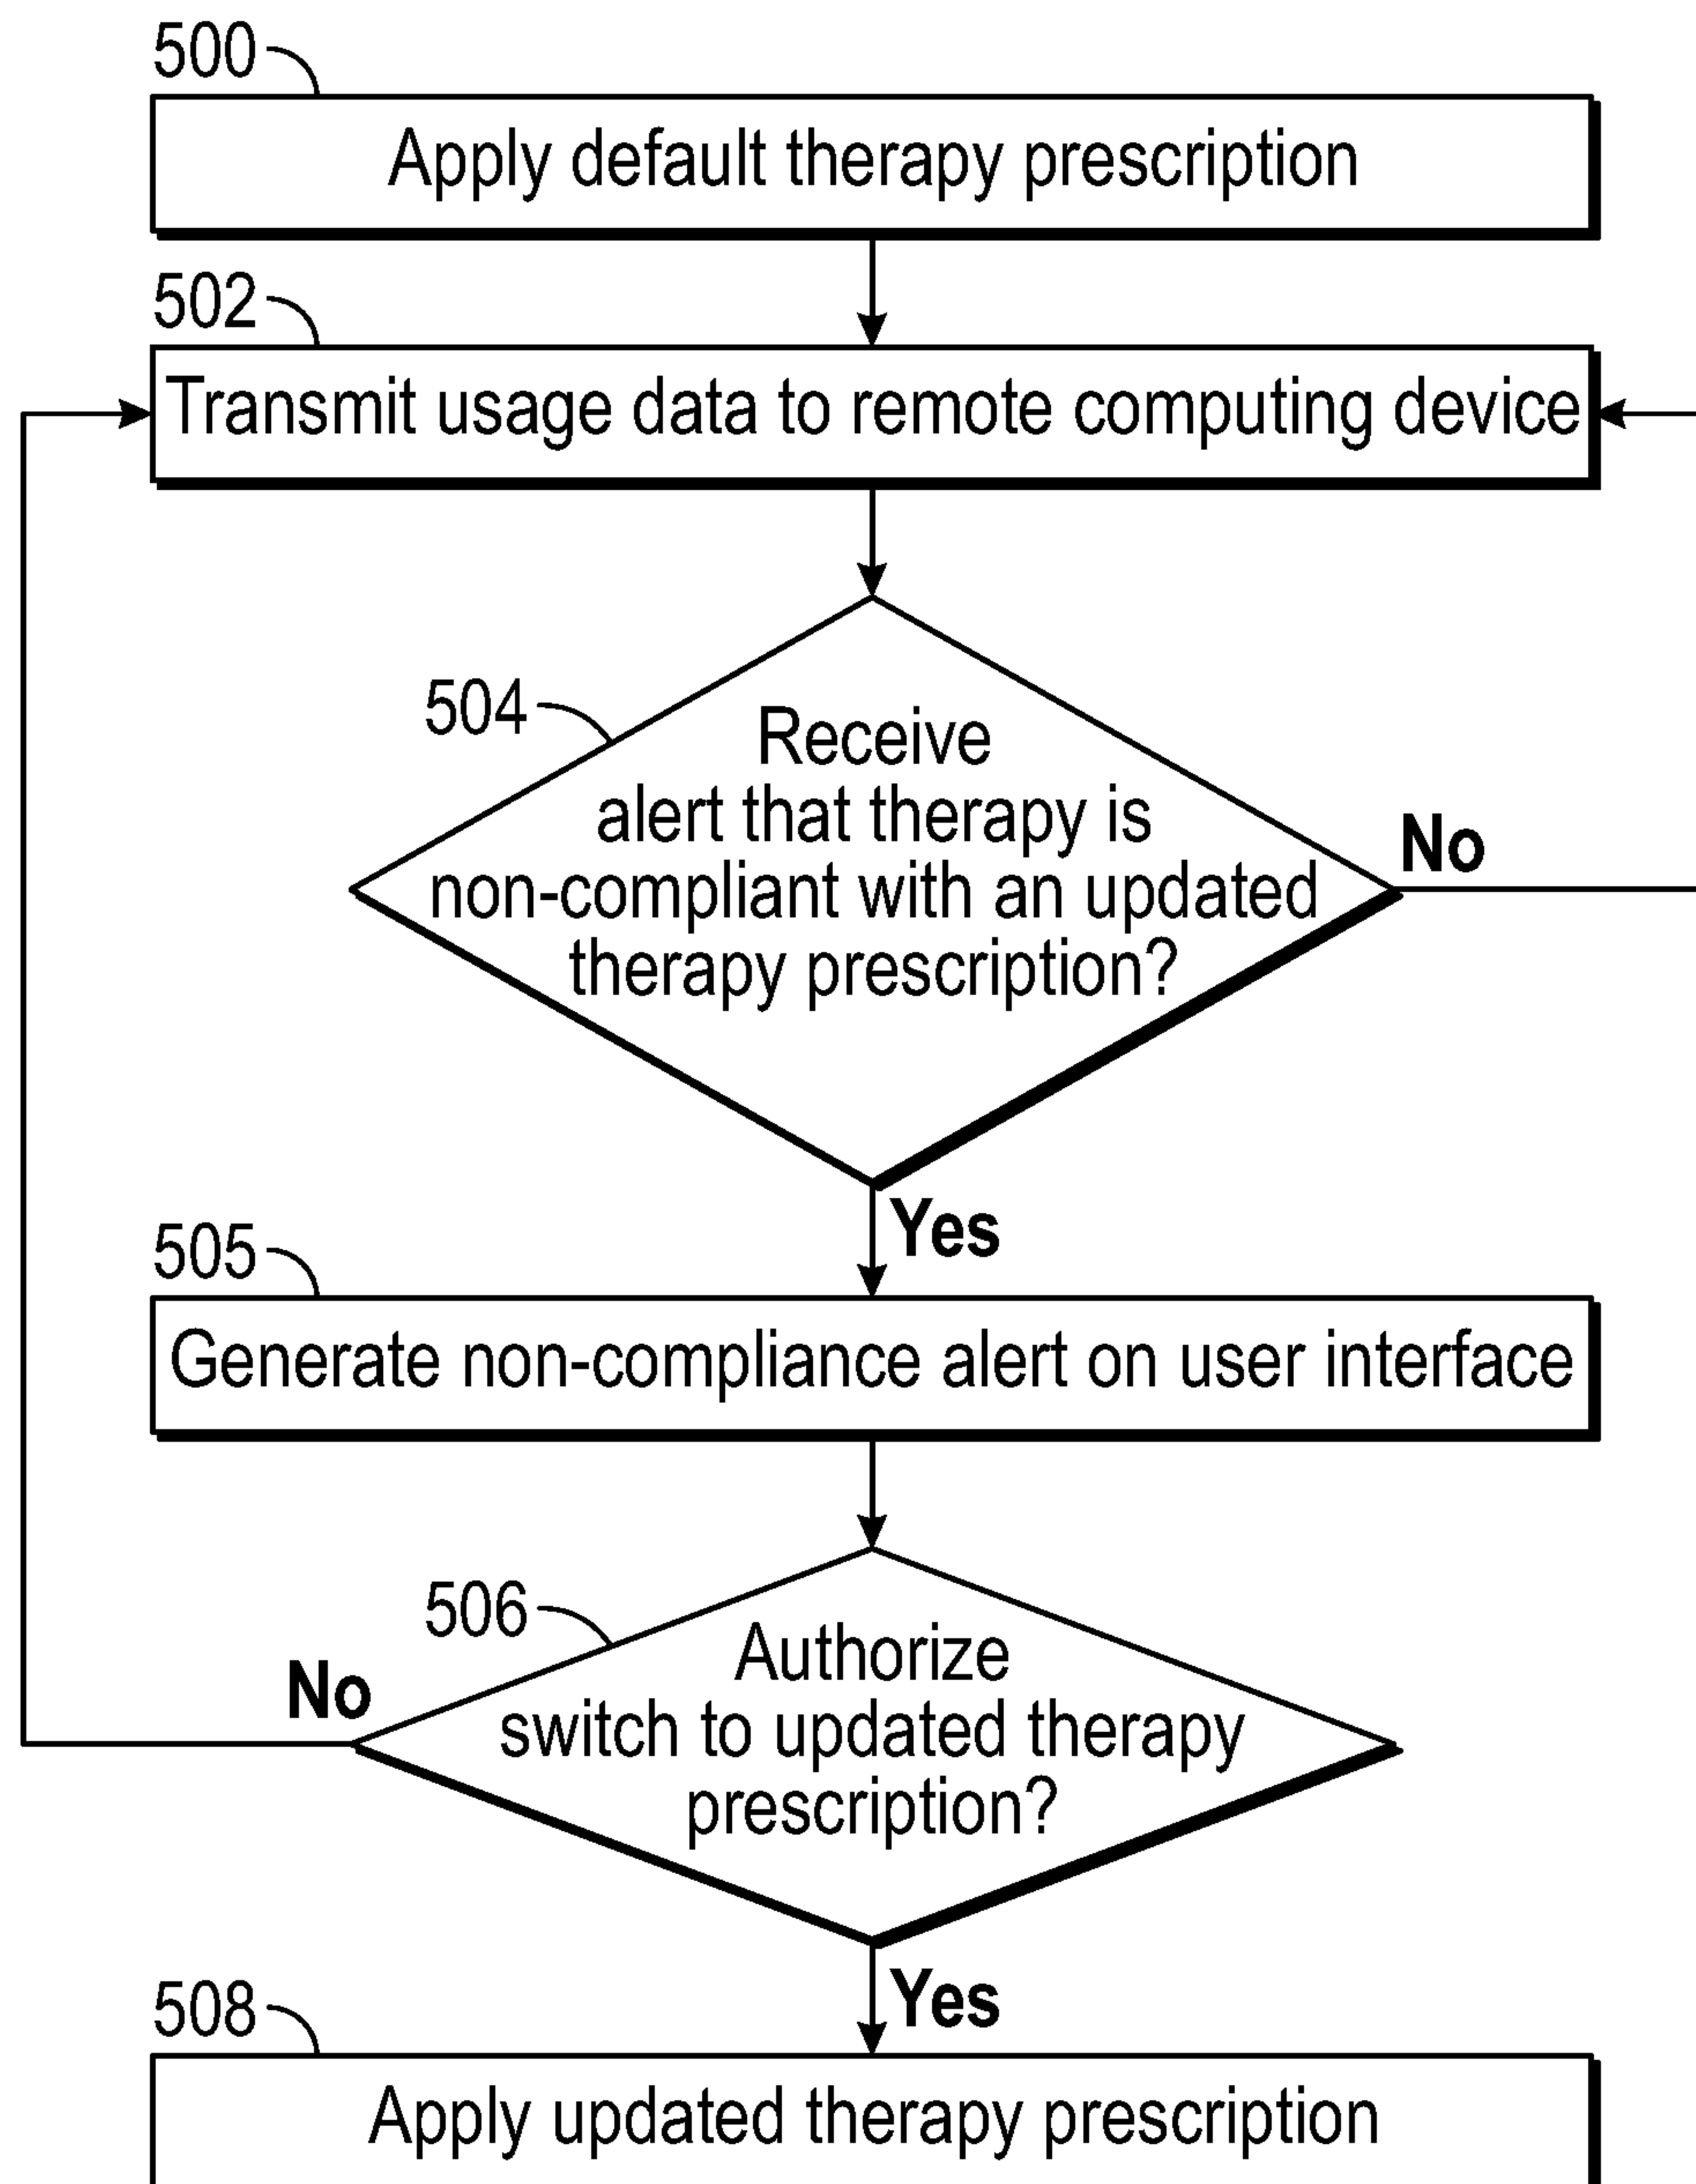 500
Apply default therapy prescription
502
Transmit usage data to remote computing device
504
Receive
alert that therapy is
non-compliant with an updated
therapy prescription?
No
Yes
505
Generate non-compliance alert on user interface
506
Authorize
switch to updated therapy
prescription?
No
Yes
508
Apply updated therapy prescription